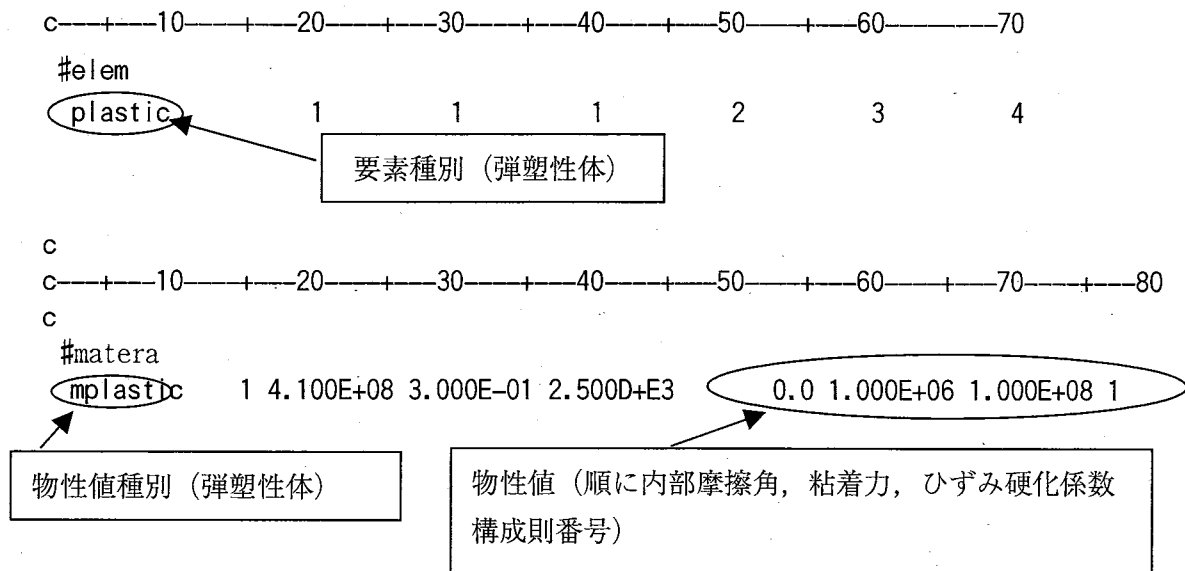 c---+---10----+---20----+---30----+---40----+---50----+---60--------70
#elem
plastic 1 1 1 2 3 4
要素種別（弾塑性体）
c
c---+---10----+---20----+---30----+---40----+---50----+---60----+---70----+---80
c
#matera
mplastic 1 4.100E+08 3.000E-01 2.500D+E3 0.0 1.000E+06 1.000E+08 1
物性値種別（弾塑性体）
物性値（順に内部摩擦角，粘着力，ひずみ硬化係数
構成則番号）